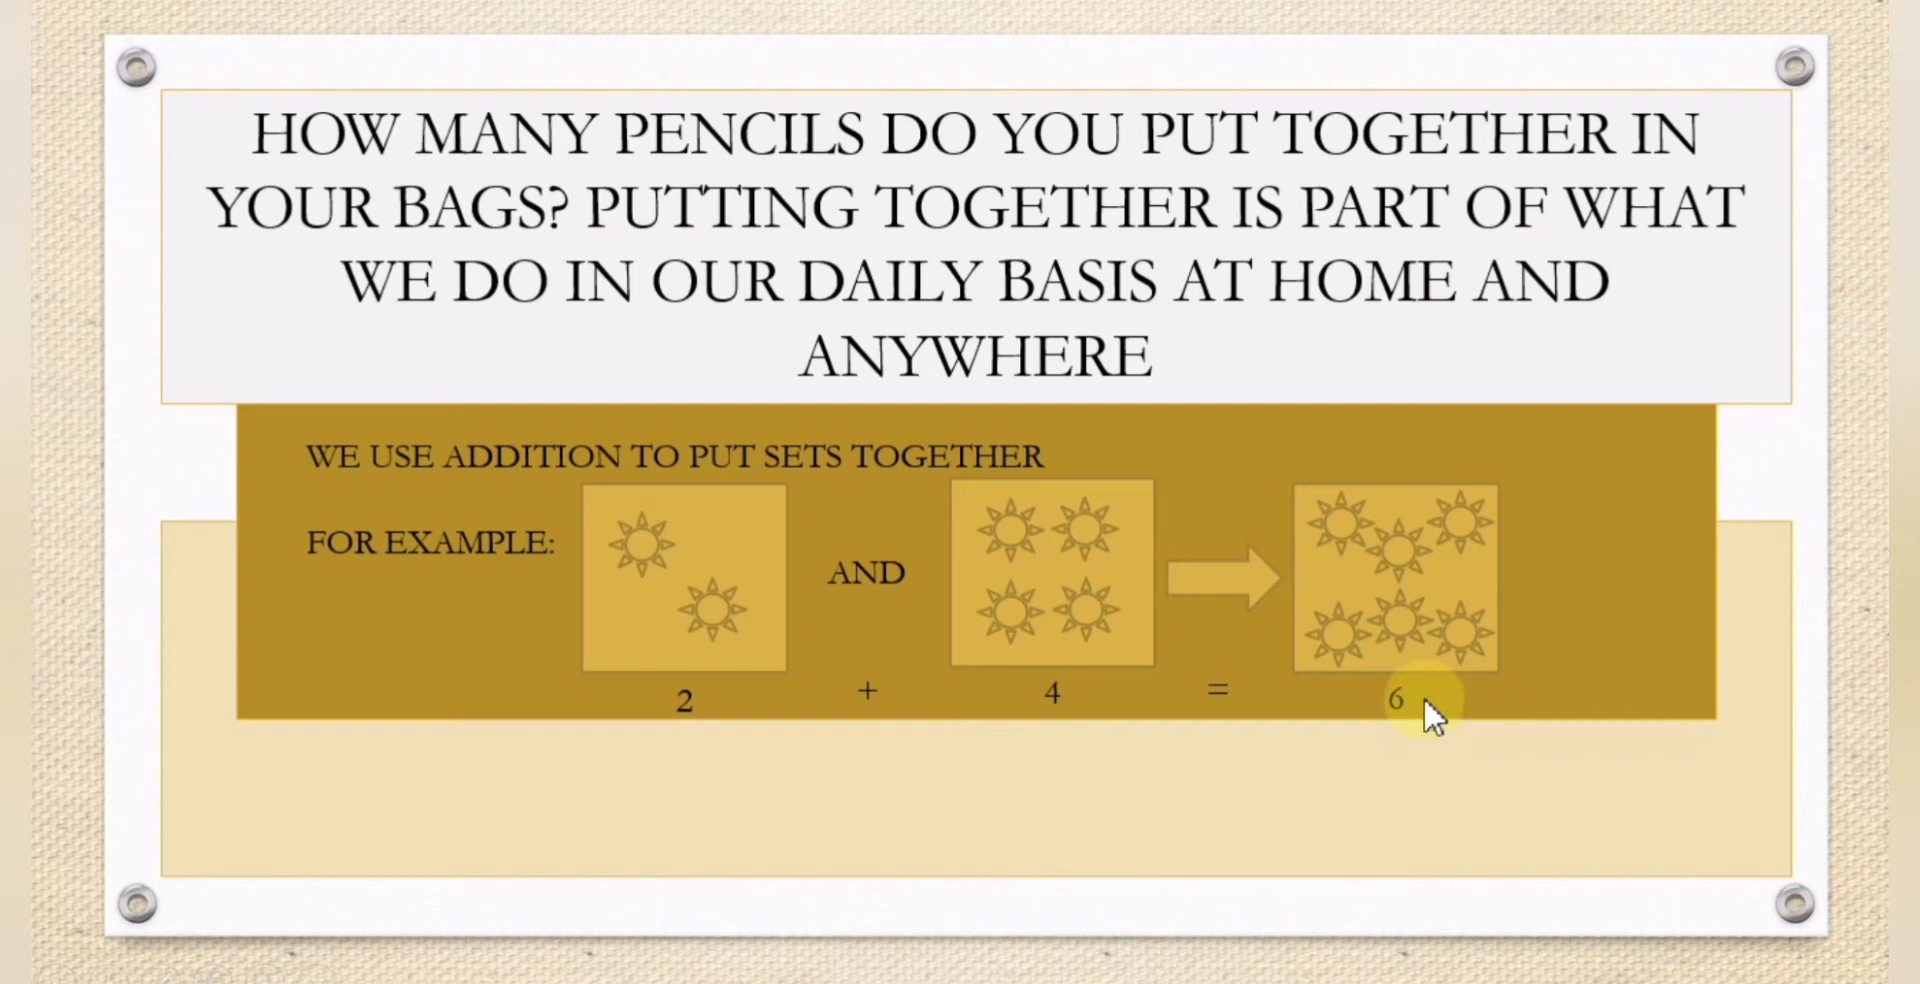 HOW MANY PENCILS DO YOU PUT TOGETHER IN
YOUR BAGS? PUTTING TOGETHER IS PART OF WHAT
WE DO IN OUR DAILY BASIS AT HOME AND
ANYWHERE
WE USE ADDITION TO PUT SETS TOGETHER
FOR EXAMPLE:
AND
2 + 4 = 6